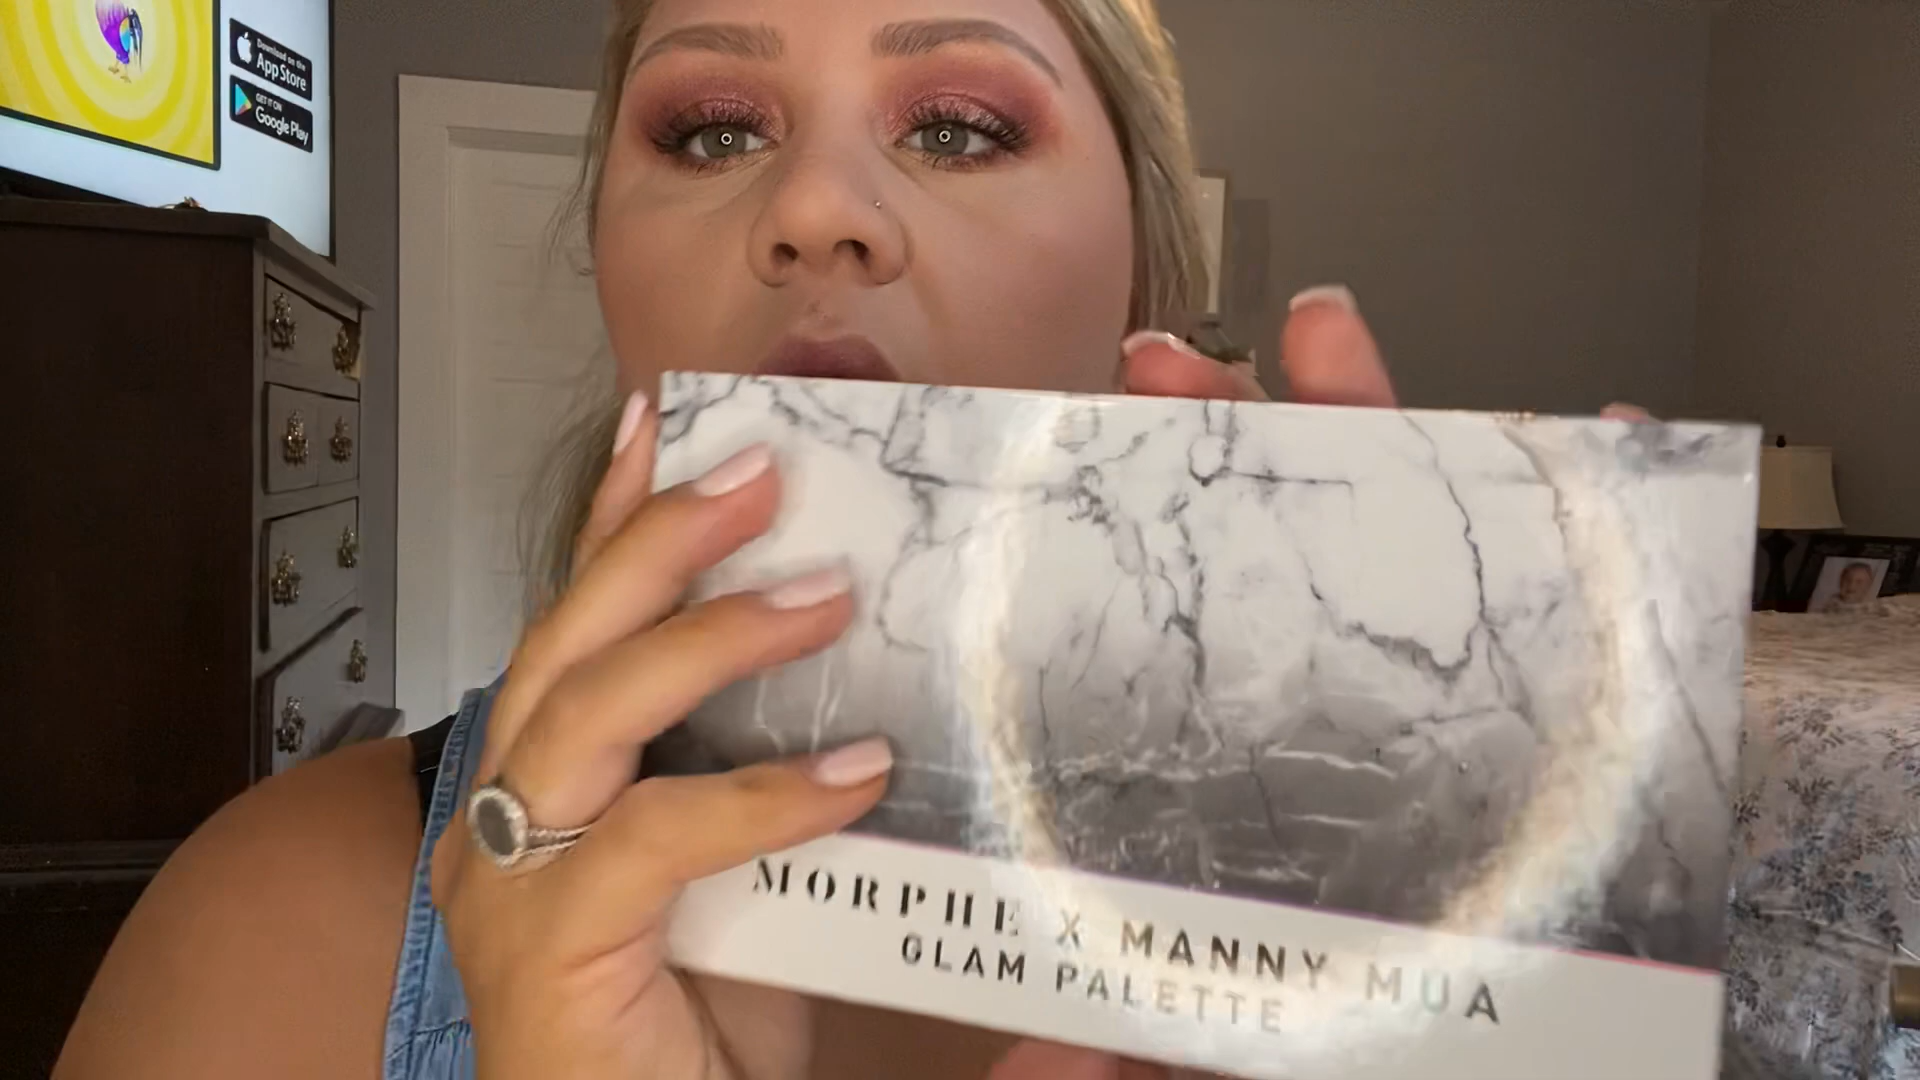 Download on the
App Store
GET IT ON
Google Play
MORPHE X MANNY MUA
GLAM PALETTE